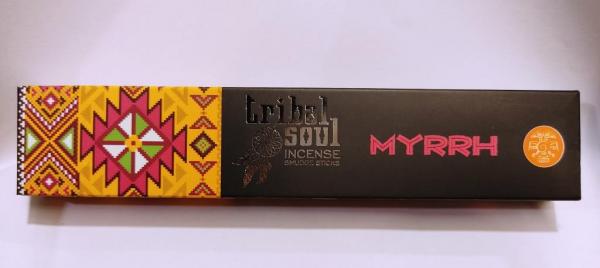 tribal
soul
INCENSE
SMUDGE STICKS
MYRRH